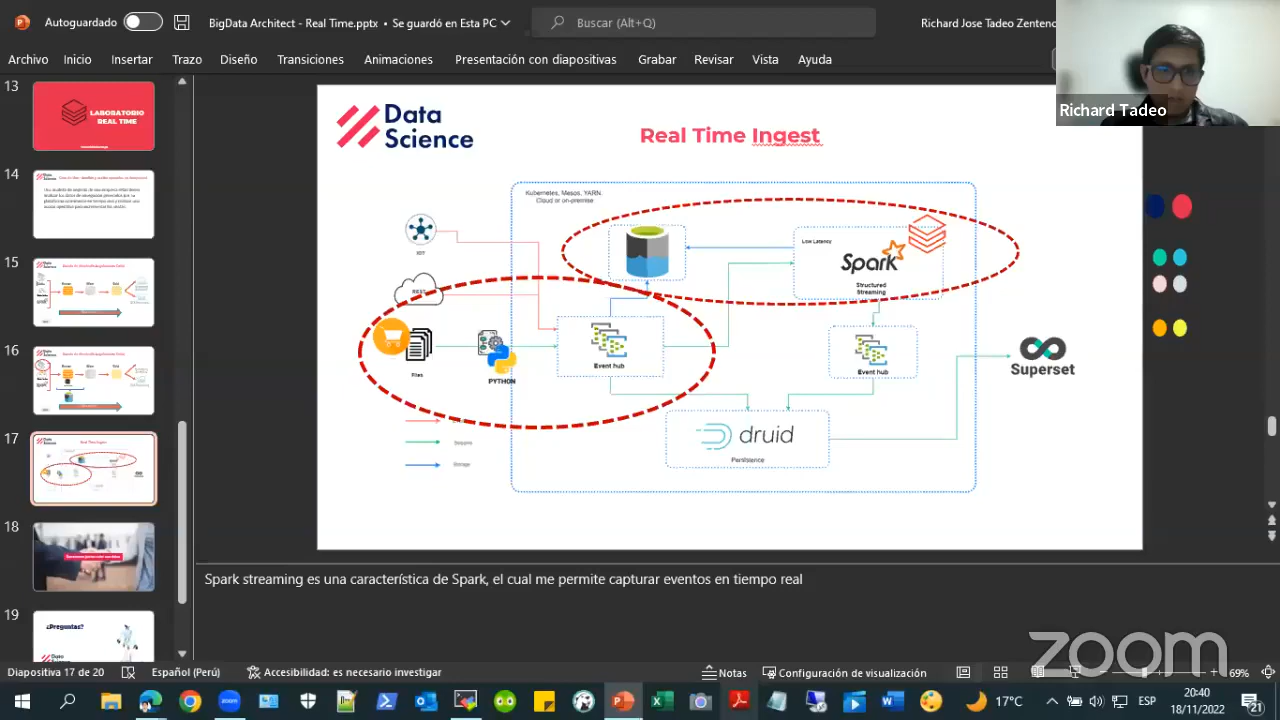 Autoguardado
BigData Architect - Real Time.pptx • Se guardó en Esta PC
Buscar (Alt+Q)
Richard Jose Tadeo Zenteno
Archivo Inicio Insertar Trazo Diseño Transiciones Animaciones Presentación con diapositivas Grabar Revisar Vista Ayuda
Richard Tadeo
13
LABORATORIO
REAL TIME
14
15
16
17
18
19
¿Preguntas?
Data
Science
Real Time Ingest
Kubernetes, Mesos, YARN.
Cloud or on-premise
IOT
REST
Files
PYTHON
Event hub
Low Latency
Spark
Structured
Streaming
Event hub
druid
Persistence
Superset
Storage
Spark streaming es una característica de Spark, el cual me permite capturar eventos en tiempo real
zoom
Diapositiva 17 de 20
Español (Perú)
Accesibilidad: es necesario investigar
Notas
Configuración de visualización
69%
zoom
17°C
ESP
20:40
18/11/2022
21